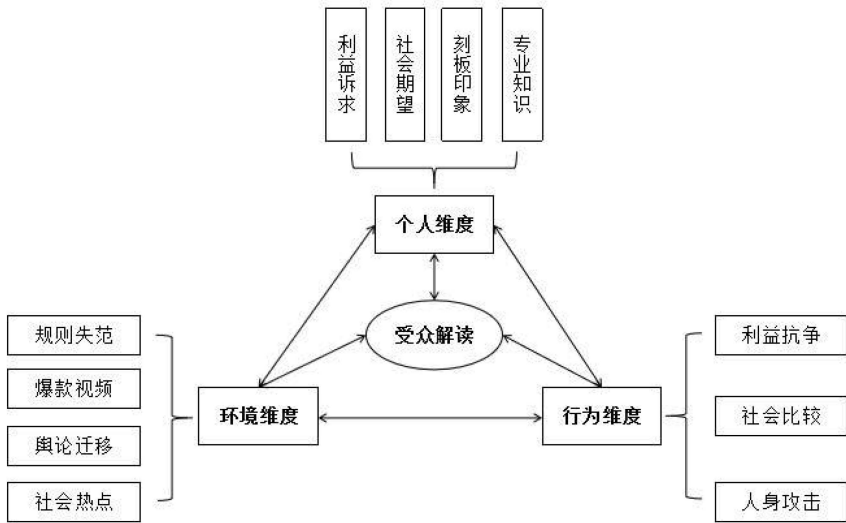 利益诉求
社会期望
刻板印象
专业知识
个人维度
受众解读
规则失范
爆款视频
舆论迁移
社会热点
环境维度
行为维度
利益抗争
社会比较
人身攻击